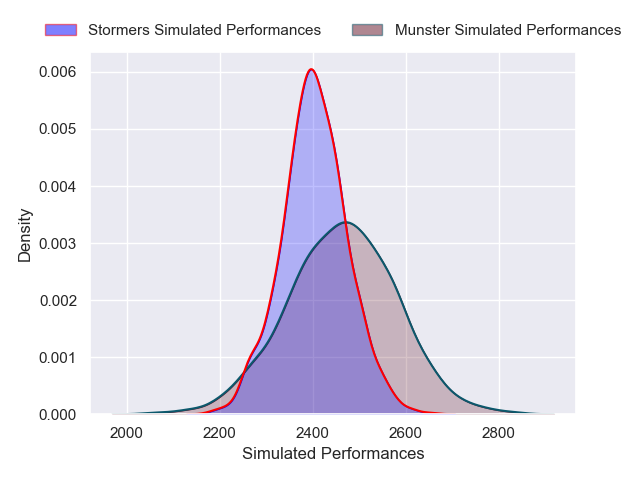 Stormers Simulated Performances Munster Simulated Performances
0.006
0.005
0.004
0.003
0.002
0.001
0.000
Density
2000 2200 2400 2600 2800
Simulated Performances